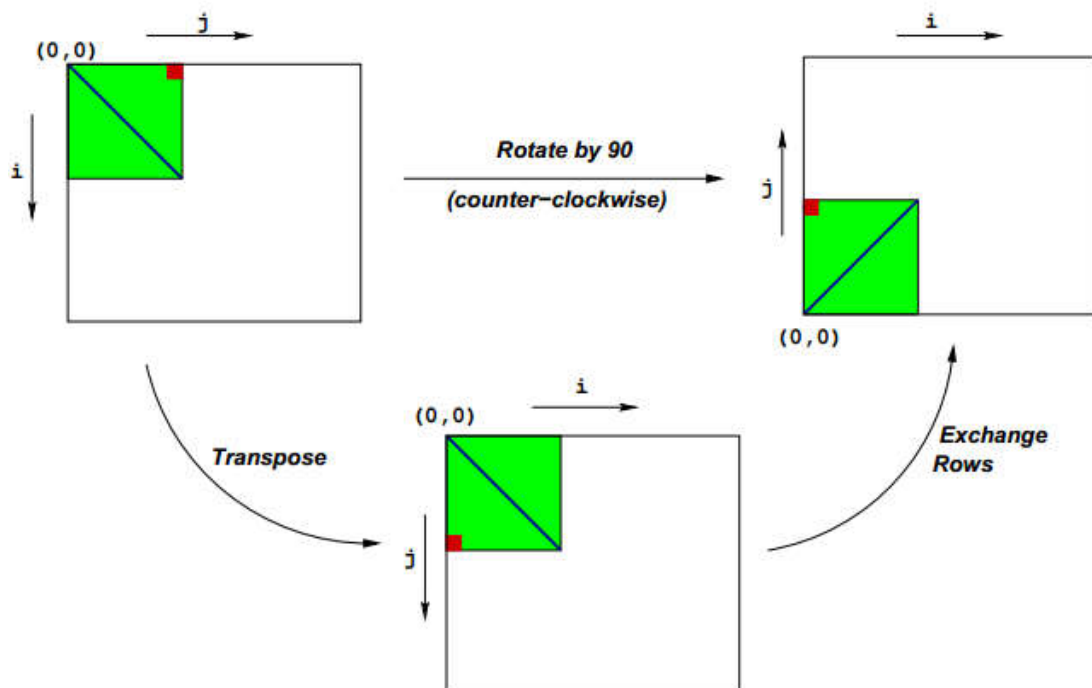 j
(0,0)
i
Rotate by 90
(counter−clockwise)
i
j
(0,0)
Transpose
i
(0,0)
j
Exchange
Rows